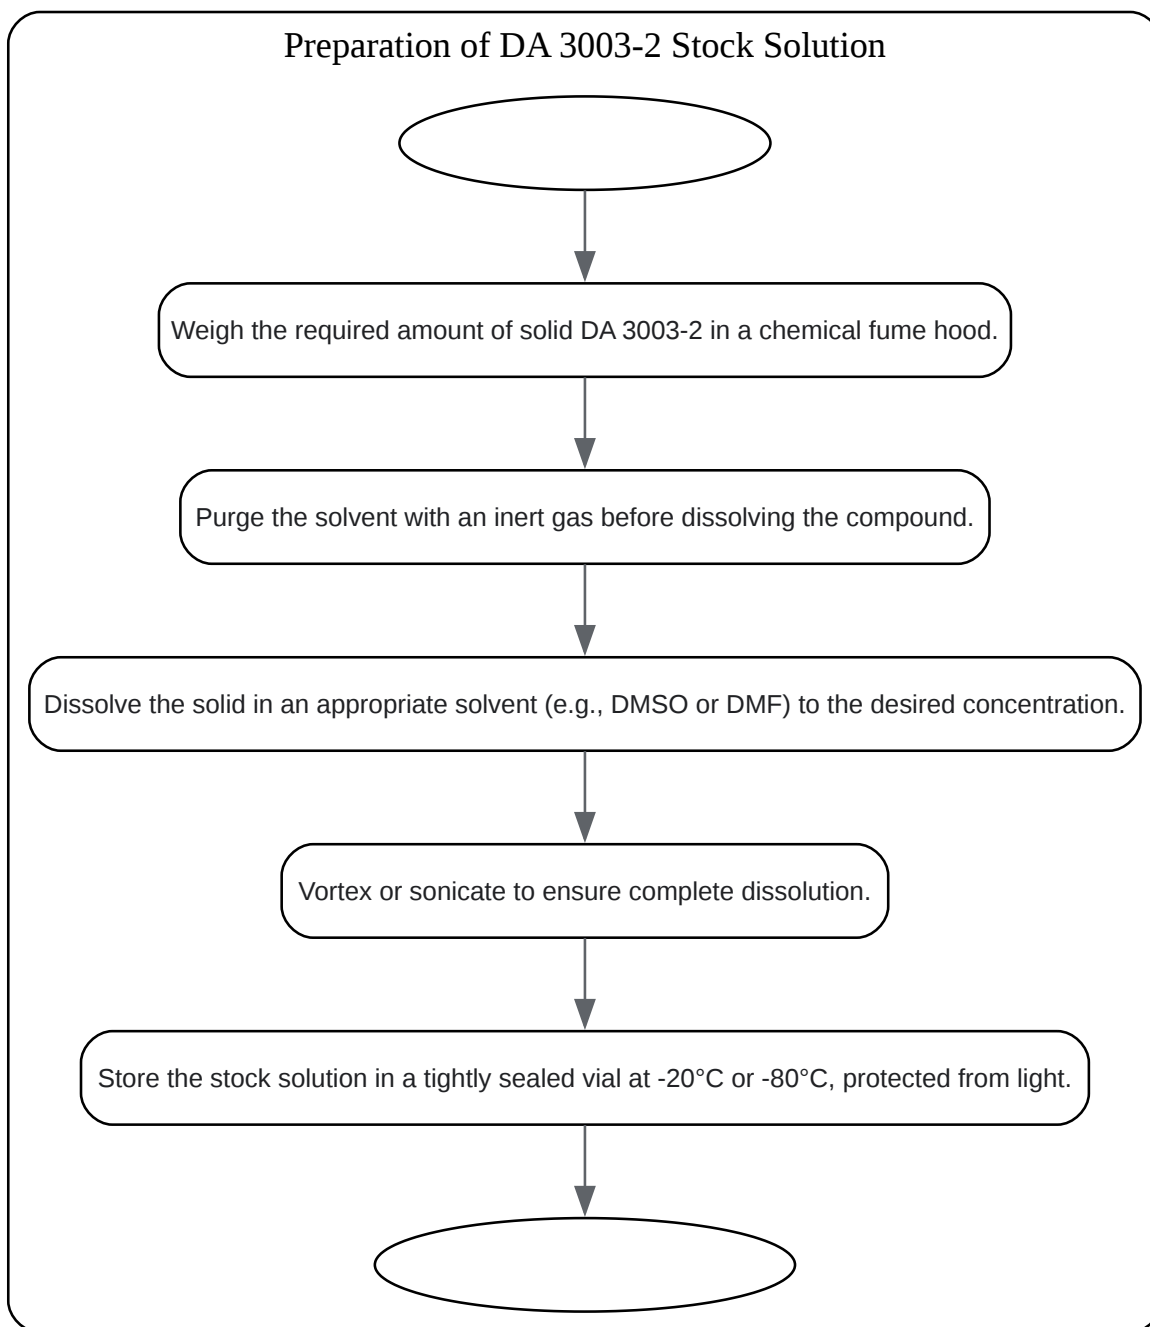 Preparation of DA 3003-2 Stock Solution
Weigh the required amount of solid DA 3003-2 in a chemical fume hood.
Purge the solvent with an inert gas before dissolving the compound.
Dissolve the solid in an appropriate solvent (e.g., DMSO or DMF) to the desired concentration.
Vortex or sonicate to ensure complete dissolution.
Store the stock solution in a tightly sealed vial at -20°C or -80°C, protected from light.